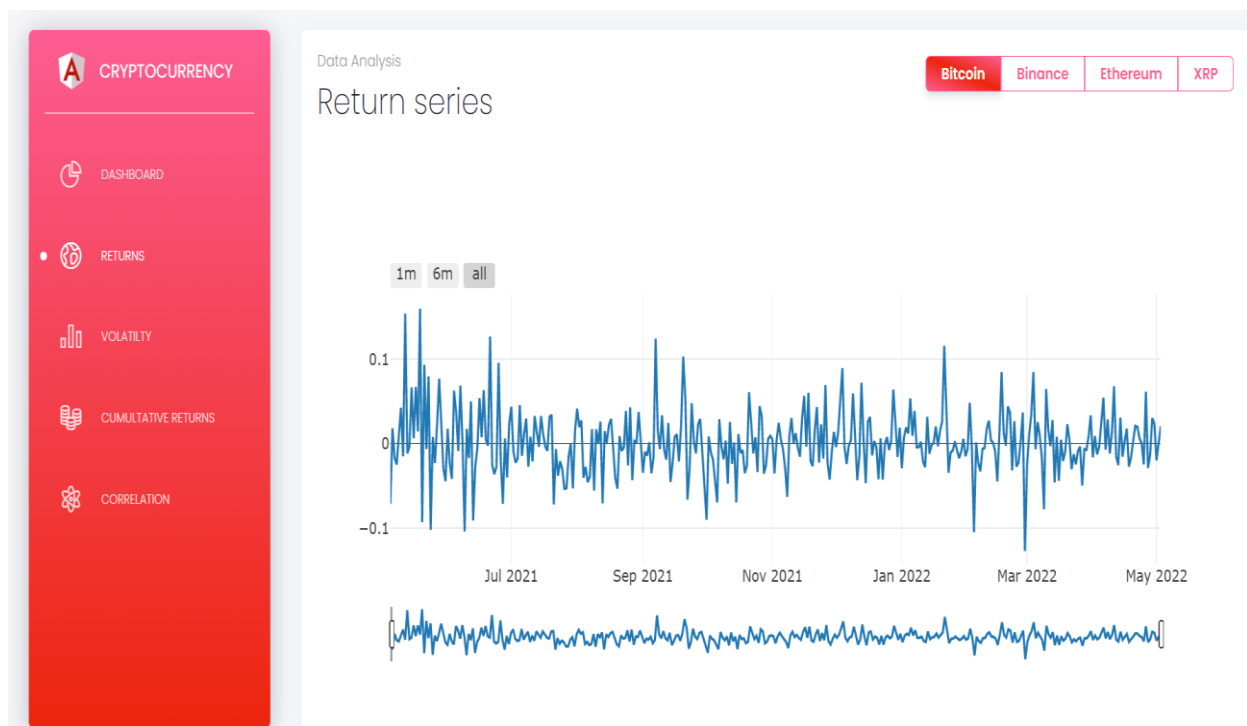 CRYPTOCURRENCY
DASHBOARD
RETURNS
VOLATILTY
CUMULTATIVE RETURNS
CORRELATION
Data Analysis
Return series
Bitcoin Binance Ethereum XRP
1m 6m all
0.1
0
−0.1
Jul 2021 Sep 2021 Nov 2021 Jan 2022 Mar 2022 May 2022